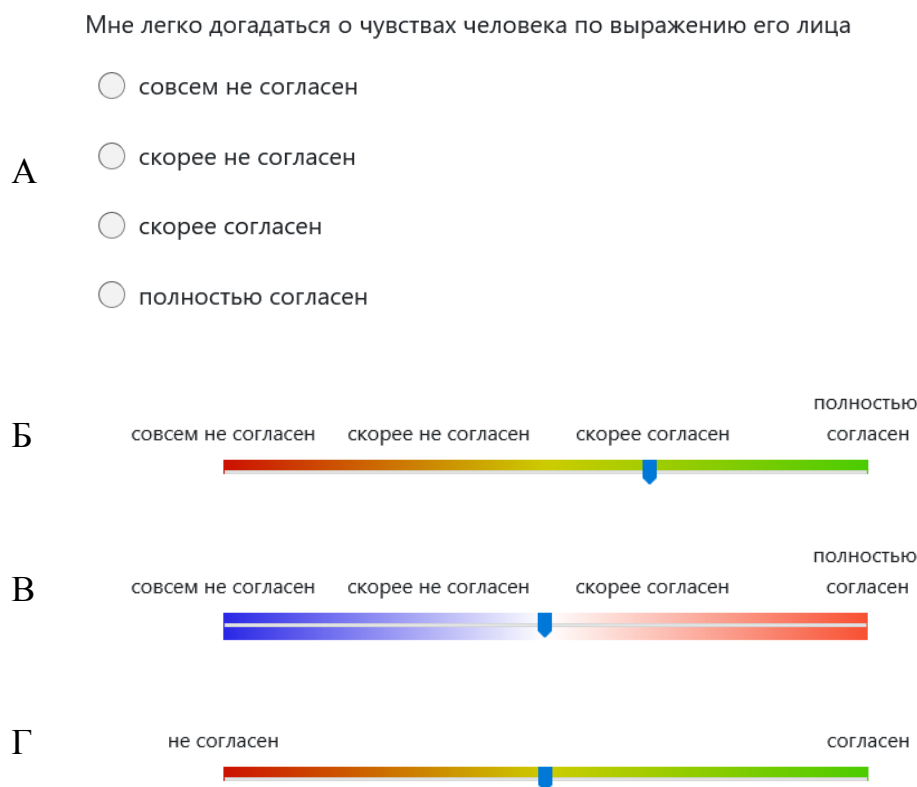 Мне легко догадаться о чувствах человека по выражению его лица
совсем не согласен
скорее не согласен
А
скорее согласен
полностью согласен
полностью
Б совсем не согласен скорее не согласен скорее согласен согласен
полностью
В совсем не согласен скорее не согласен скорее согласен согласен
Г не согласен согласен